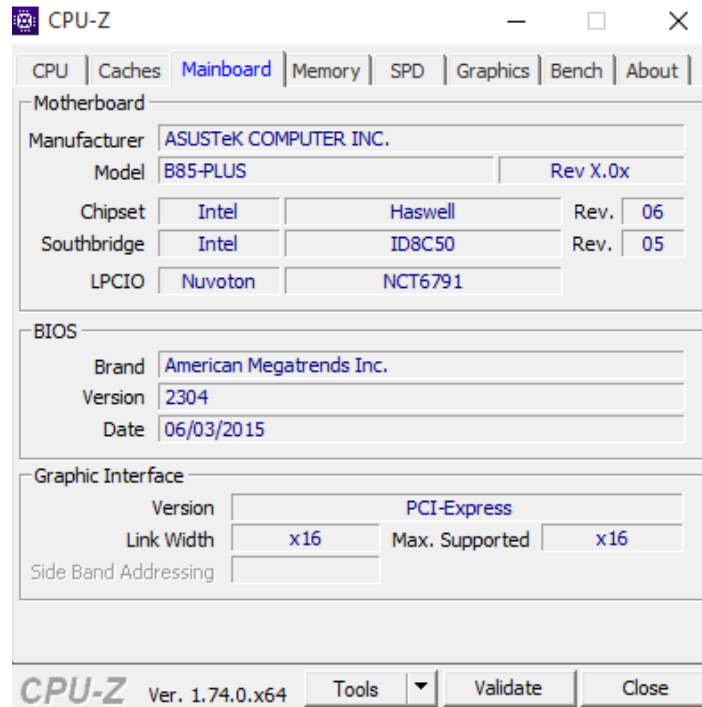 CPU-Z
CPU Caches Mainboard Memory SPD Graphics Bench About
Motherboard
Manufacturer ASUSTeK COMPUTER INC.
Model B85-PLUS Rev X.0x
Chipset Intel Haswell Rev. 06
Southbridge Intel ID8C50 Rev. 05
LPCIO Nuvoton NCT6791
BIOS
Brand American Megatrends Inc.
Version 2304
Date 06/03/2015
Graphic Interface
Version PCI-Express
Link Width x16 Max. Supported x16
Side Band Addressing
CPU-Z Ver. 1.74.0.x64 Tools Validate Close